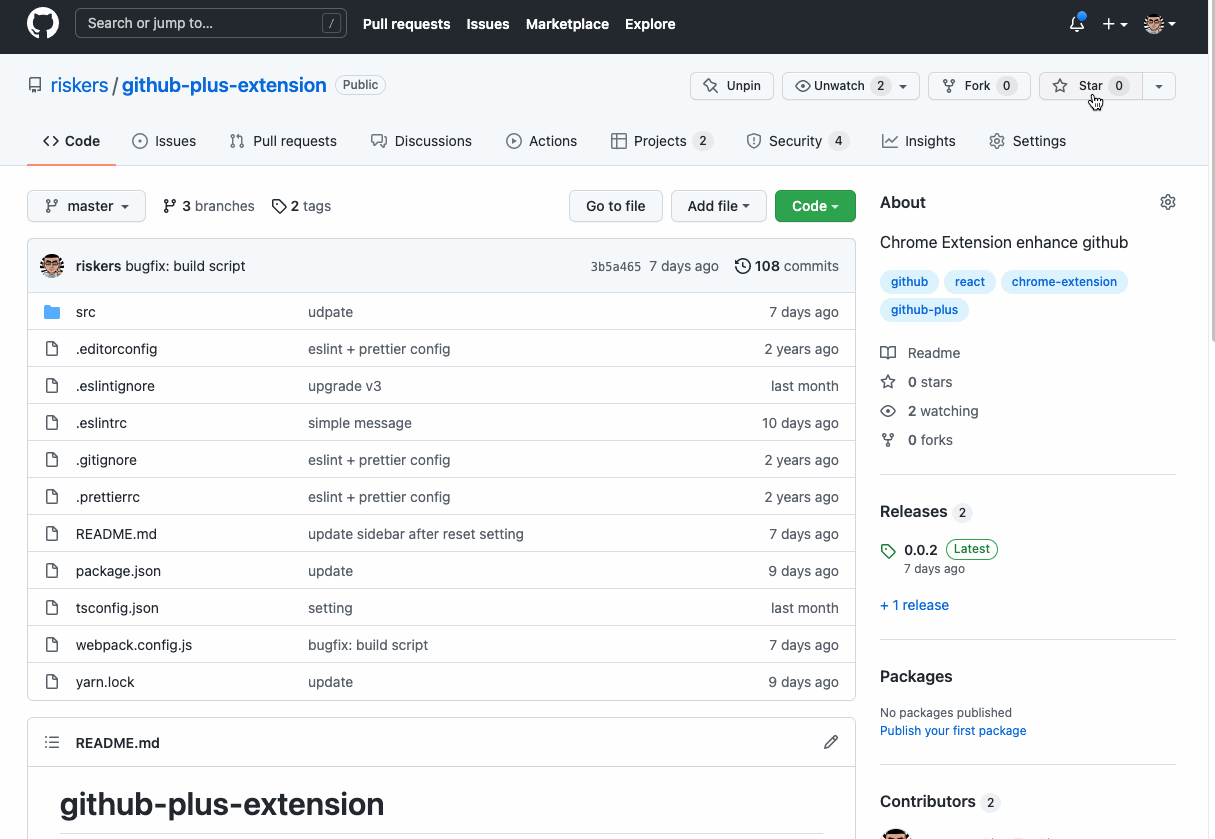 Search or jump to... / Pull requests Issues Marketplace Explore
riskers / github-plus-extension Public Unpin Unwatch 2 Fork 0 Star 0
Code Issues Pull requests Discussions Actions Projects 2 Security 4 Insights Settings
master 3 branches 2 tags Go to file Add file Code
riskers bugfix: build script 3b5a465 7 days ago 108 commits
src udpate 7 days ago
.editorconfig eslint + prettier config 2 years ago
.eslintignore upgrade v3 last month
.eslintrc simple message 10 days ago
.gitignore eslint + prettier config 2 years ago
.prettierrc eslint + prettier config 2 years ago
README.md update sidebar after reset setting 7 days ago
package.json update 9 days ago
tsconfig.json setting last month
webpack.config.js bugfix: build script 7 days ago
yarn.lock update 9 days ago
README.md
github-plus-extension
About
Chrome Extension enhance github
github react chrome-extension
github-plus
Readme
0 stars
2 watching
0 forks
Releases 2
0.0.2 Latest
7 days ago
+ 1 release
Packages
No packages published
Publish your first package
Contributors 2